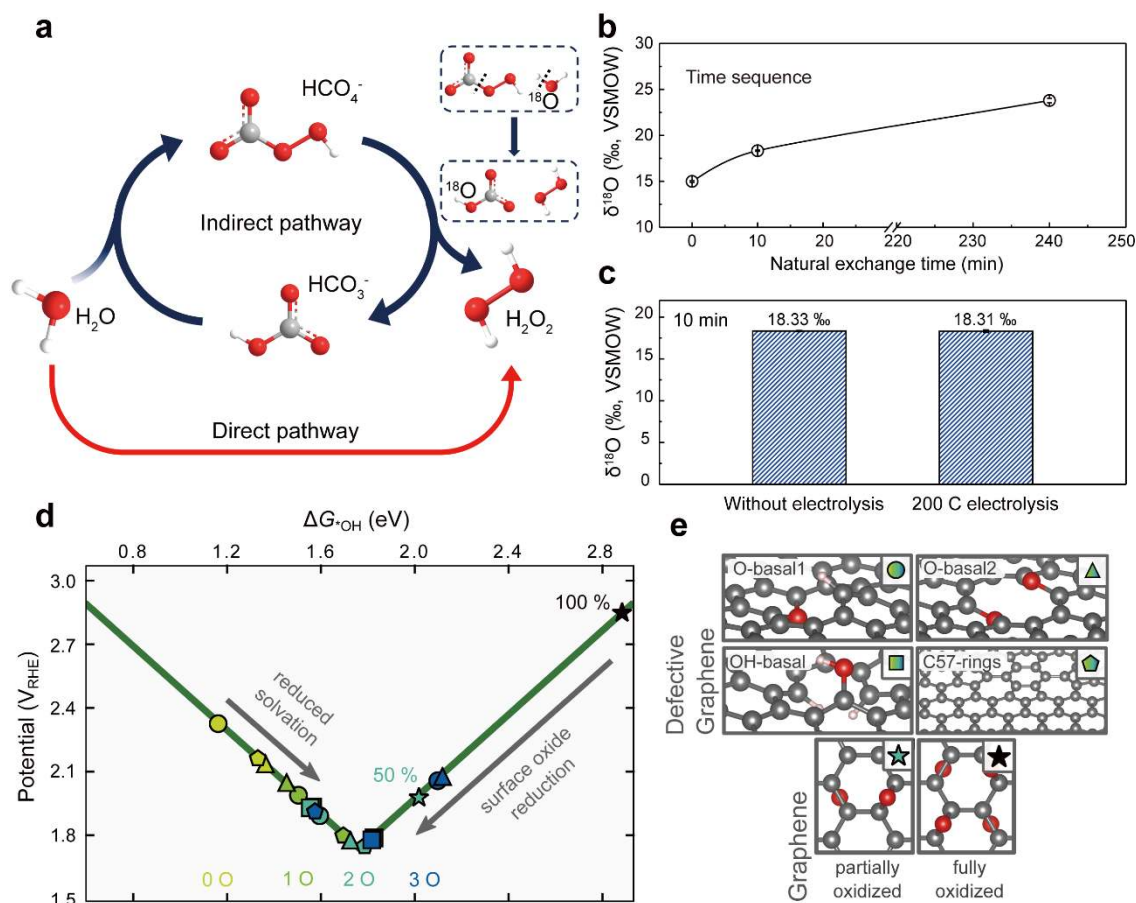 a
HCO₄⁻
¹⁸O
¹⁸O
Indirect pathway
H₂O
HCO₃⁻
H₂O₂
Direct pathway
b
Time sequence
δ¹⁸O (‰, VSMOW)
30
25
20
15
10
0 10 20 220 230 240 250
Natural exchange time (min)
c
10 min
18.33 ‰
18.31 ‰
δ¹⁸O (‰, VSMOW)
20
15
10
5
0
Without electrolysis
200 C electrolysis
d
ΔG*OH (eV)
0.8 1.2 1.6 2.0 2.4 2.8
Potential (V_RHE)
3.0
2.7
2.4
2.1
1.8
1.5
100 %
reduced
solvation
50 %
surface oxide
reduction
0 O 1 O 2 O 3 O
e
Defective
Graphene
O-basal1
O-basal2
OH-basal
C57-rings
Graphene
partially
oxidized
fully
oxidized